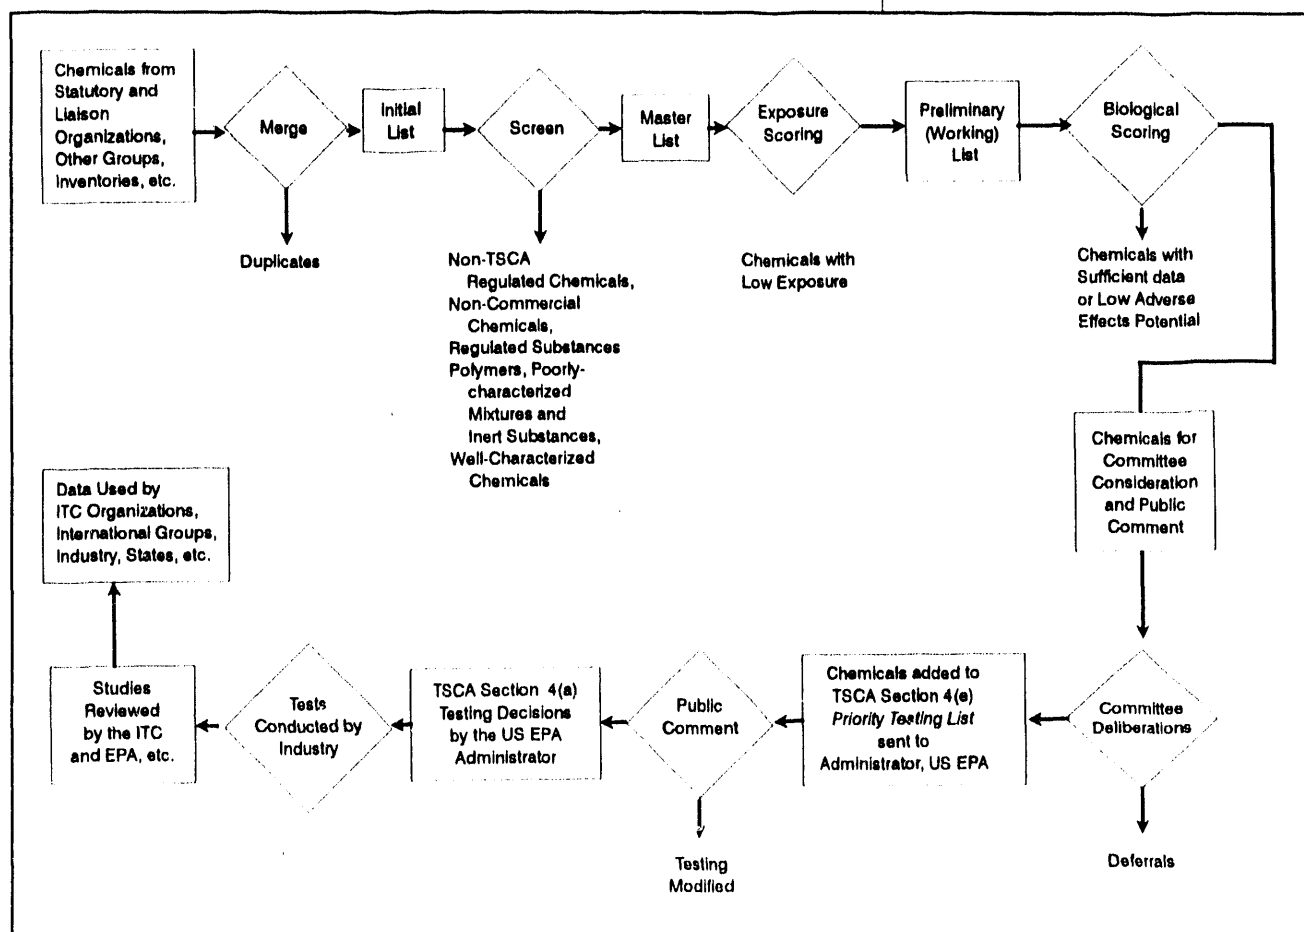 Chemicals from
Statutory and
Liaison
Organizations,
Other Groups,
Inventories, etc.
Merge
Initial
List
Screen
Master
List
Exposure
Scoring
Preliminary
(Working)
List
Biological
Scoring
Duplicates
Non-TSCA
Regulated Chemicals,
Non-Commercial
Chemicals,
Regulated Substances
Polymers, Poorly-
characterized
Mixtures and
Inert Substances,
Well-Characterized
Chemicals
Chemicals with
Low Exposure
Chemicals with
Sufficient data
or Low Adverse
Effects Potential
Chemicals for
Committee
Consideration
and Public
Comment
Committee
Deliberations
Deferrals
Chemicals added to
TSCA Section 4(e)
Priority Testing List
sent to
Administrator, US EPA
Public
Comment
Testing
Modified
TSCA Section 4(a)
Testing Decisions
by the US EPA
Administrator
Tests
Conducted by
Industry
Studies
Reviewed
by the ITC
and EPA, etc.
Data Used by
ITC Organizations,
International Groups,
Industry, States, etc.